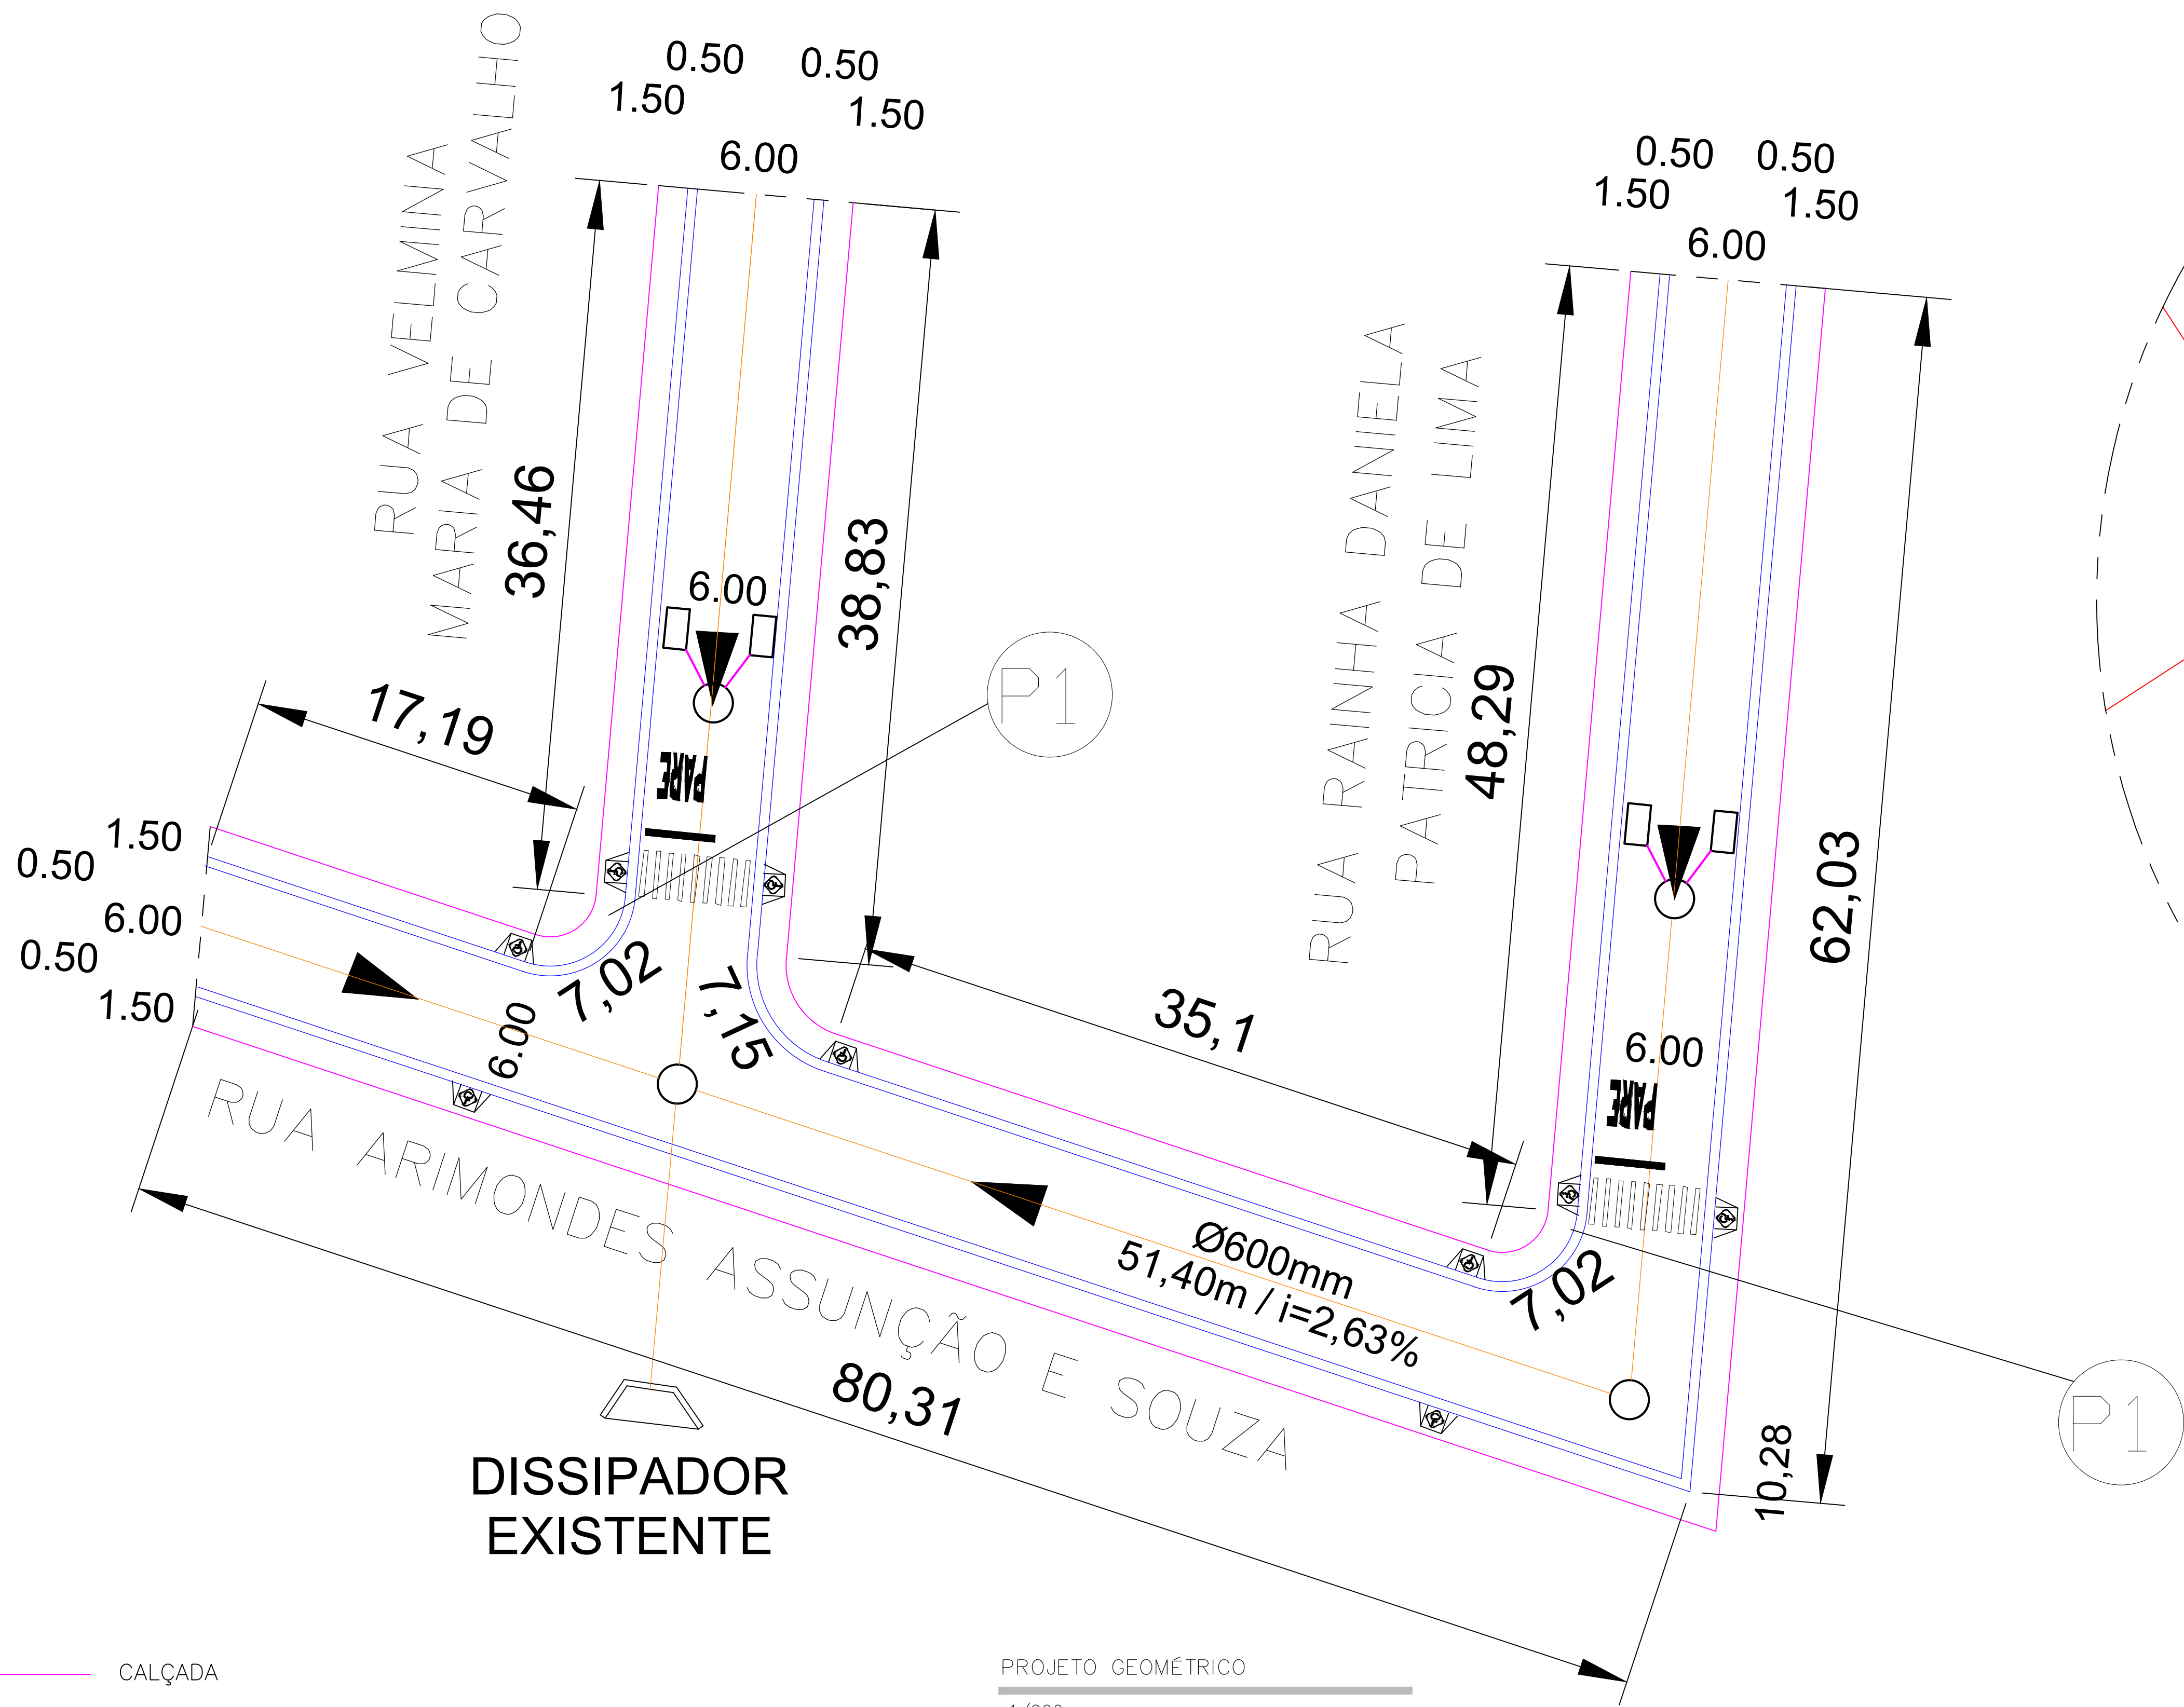 0.50
0.50
1.50
1.50
6.00
RUA VELMINA
MARIA DE CARVALHO
36,46
38,83
6.00
PARE
17,19
P1
1.50
0.50
6.00
0.50
1.50
7,02
7,15
6.00
0.50
0.50
1.50
1.50
6.00
RUA RAINHA DANIELA
PATRICIA DE LIMA
48,29
62,03
35,1
6.00
PARE
7,02
P1
10,28
RUA ARIMONDES ASSUNÇÃO E SOUZA
Ø600mm
51,40m / i=2,63%
80,31
DISSIPADOR
EXISTENTE
CALÇADA
PROJETO GEOMÉTRICO